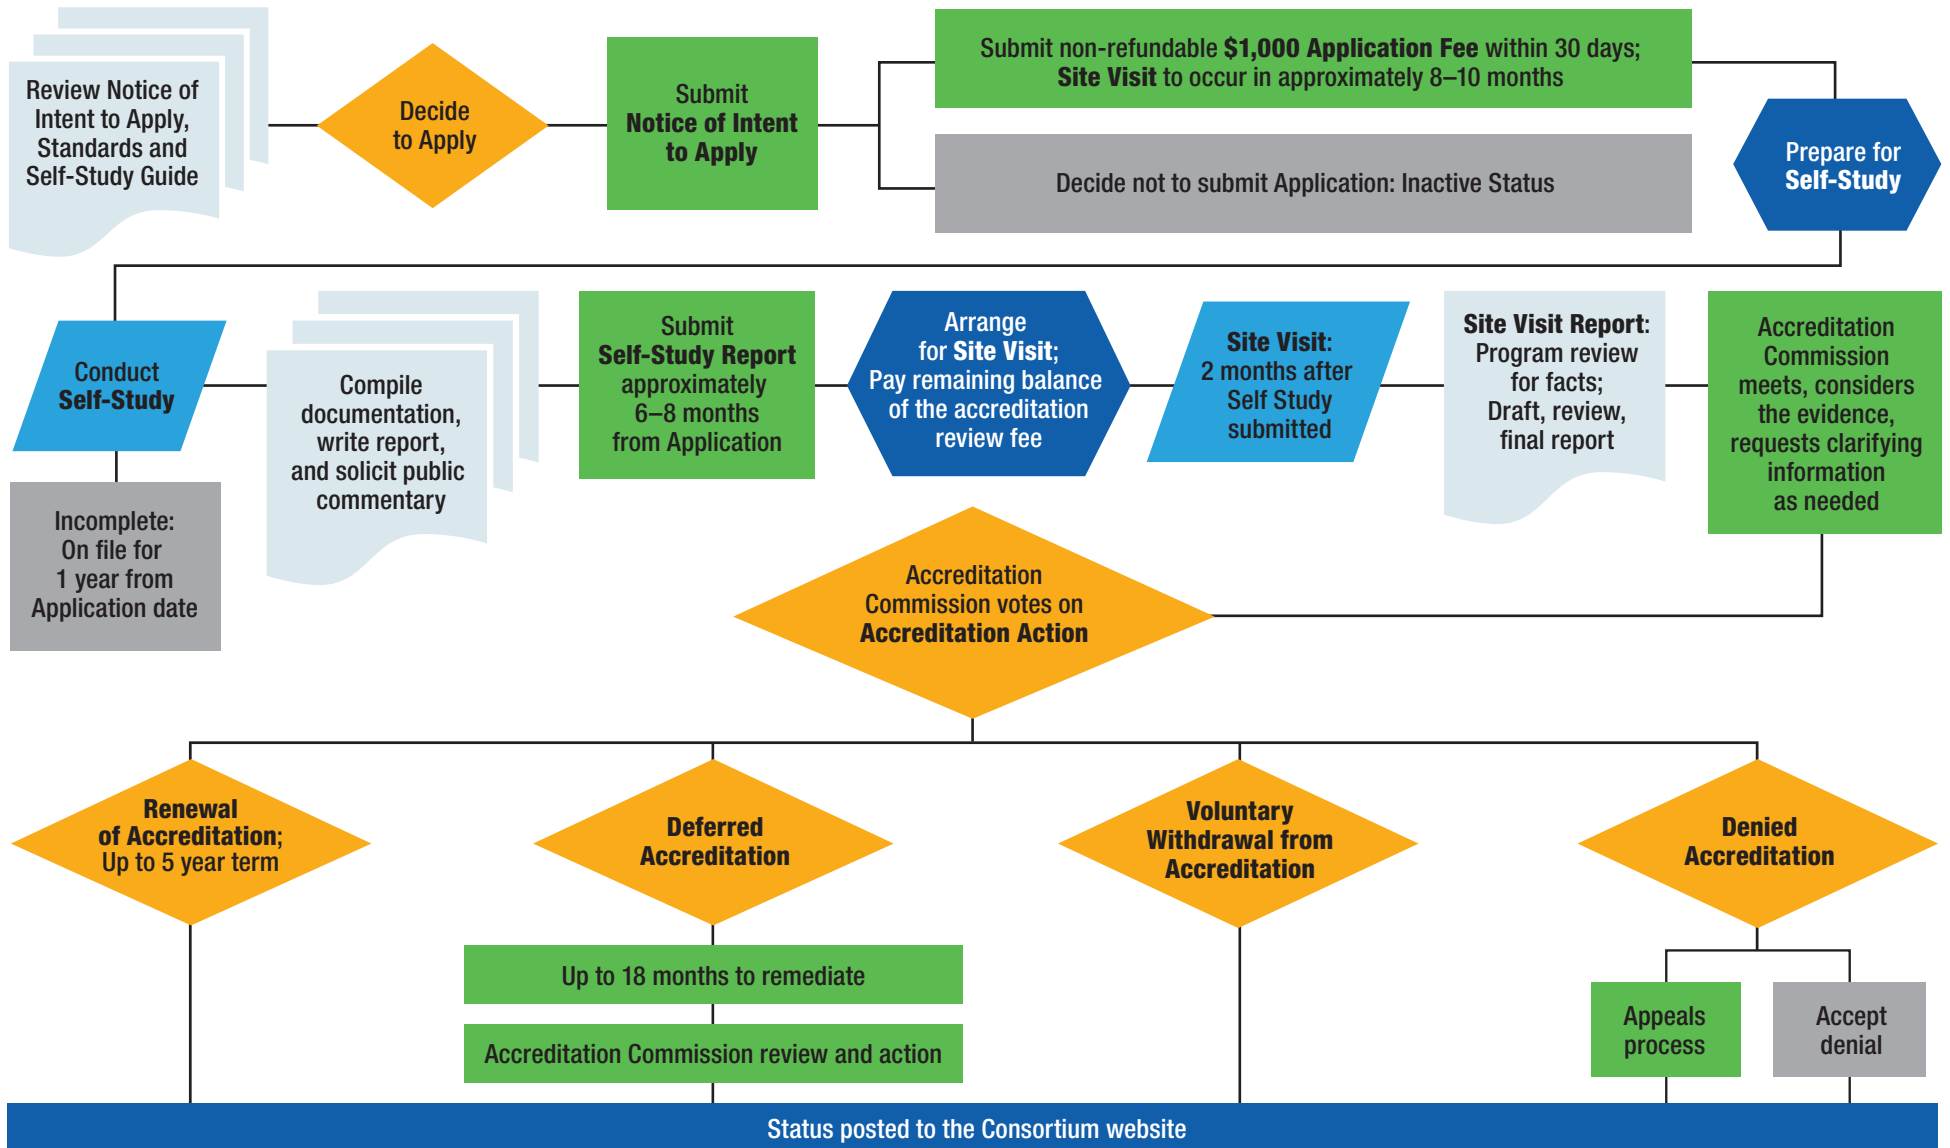 Review Notice of
Intent to Apply,
Standards and
Self-Study Guide
Decide
to Apply
Submit
Notice of Intent
to Apply
Submit non-refundable $1,000 Application Fee within 30 days;
Site Visit to occur in approximately 8–10 months
Decide not to submit Application: Inactive Status
Prepare for
Self-Study
Conduct
Self-Study
Incomplete:
On file for
1 year from
Application date
Compile
documentation,
write report,
and solicit public
commentary
Submit
Self-Study Report
approximately
6–8 months
from Application
Arrange
for Site Visit;
Pay remaining balance
of the accreditation
review fee
Site Visit:
2 months after
Self Study
submitted
Site Visit Report:
Program review
for facts;
Draft, review,
final report
Accreditation
Commission
meets, considers
the evidence,
requests clarifying
information
as needed
Accreditation
Commission votes on
Accreditation Action
Renewal
of Accreditation;
Up to 5 year term
Deferred
Accreditation
Up to 18 months to remediate
Accreditation Commission review and action
Voluntary
Withdrawal from
Accreditation
Denied
Accreditation
Appeals
process
Accept
denial
Status posted to the Consortium website